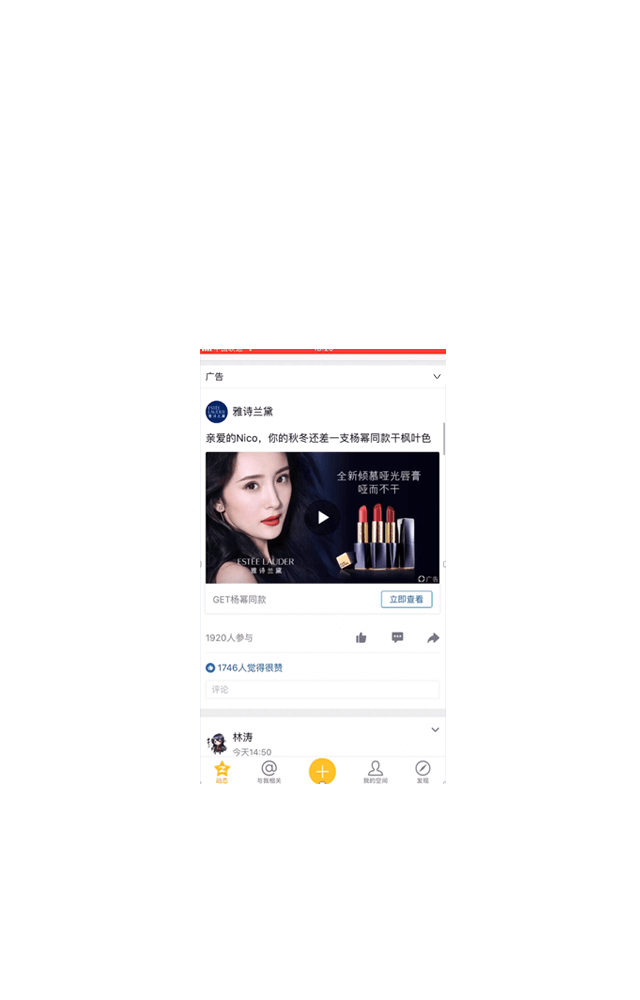 广告
雅诗兰黛
亲爱的Nico，你的秋冬还差一支杨幂同款干枫叶色
全新倾慕哑光唇膏
哑而不干
ESTĒE LAUDER
雅诗兰黛
广告
GET杨幂同款
立即查看
1920人参与
1746人觉得很赞
评论
林涛
今天14:50
动态
与我相关
我的空间
发现